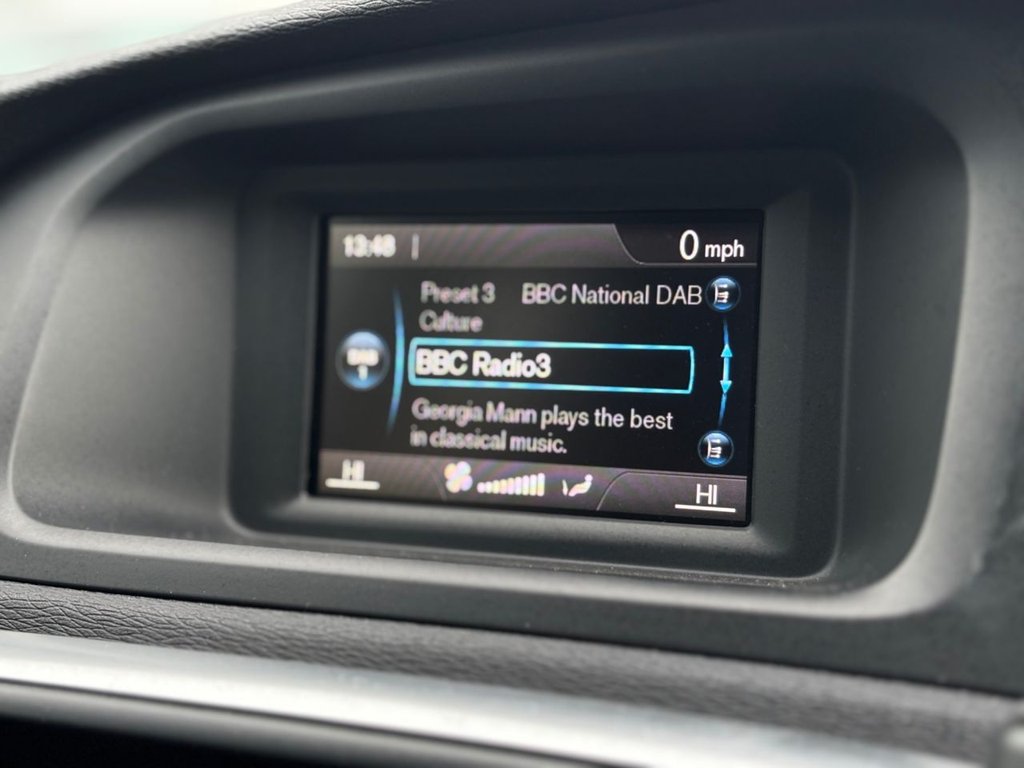 13:48 0 mph
Preset 3 BBC National DAB
Culture
DAB
1
BBC Radio3
Georgia Mann plays the best
in classical music.
HI HI